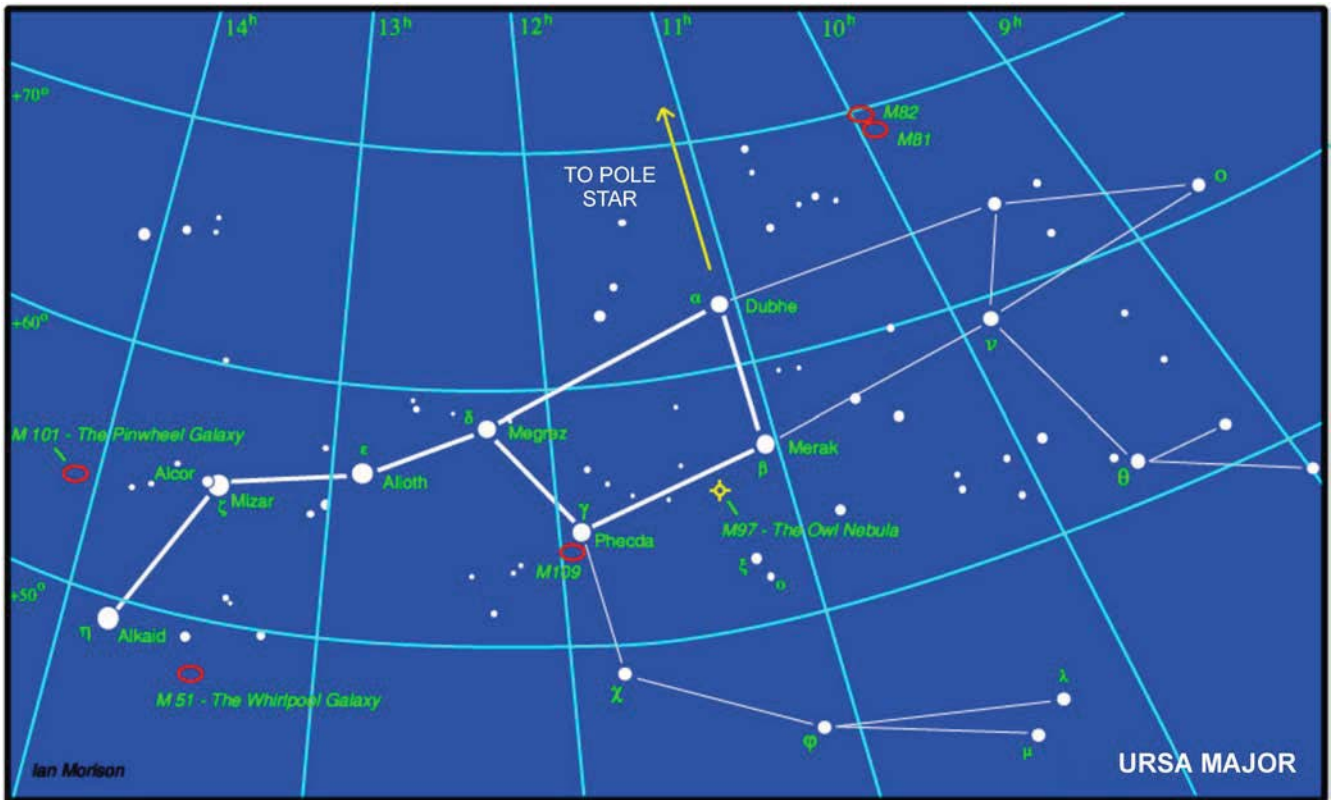 14h
13h
12h
11h
10h
9h
+70°
M82
M81
TO POLE
STAR
ο
α
Dubhe
+60°
ν
δ
Megrez
M 101 - The Pinwheel Galaxy
ε
Alcor
Alioth
Merak
β
θ
ζ
Mizar
γ
Phecda
M97 - The Owl Nebula
M109
ξ
ο
+50°
η
Alkaid
M 51 - The Whirlpool Galaxy
χ
λ
φ
μ
Ian Morison
URSA MAJOR